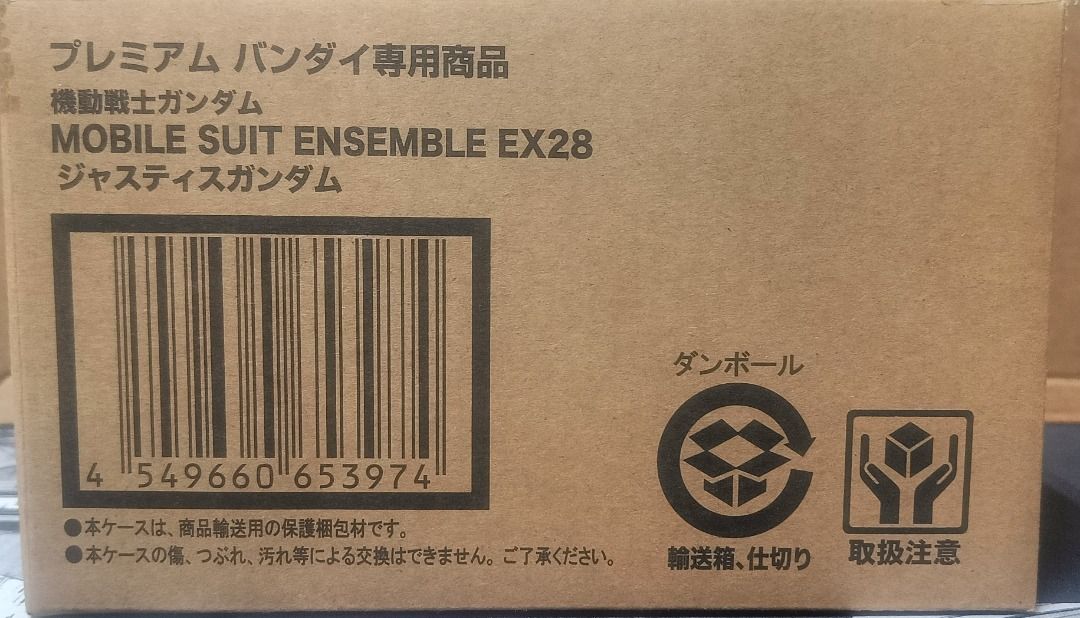 プレミアム バンダイ専用商品
機動戦士ガンダム
MOBILE SUIT ENSEMBLE EX28
ジャスティスガンダム
4 549660 653974
●本ケースは、商品輸送用の保護梱包材です。
●本ケースの傷、つぶれ、汚れ等による交換はできません。ご了承ください。
ダンボール
輸送箱、仕切り
取扱注意